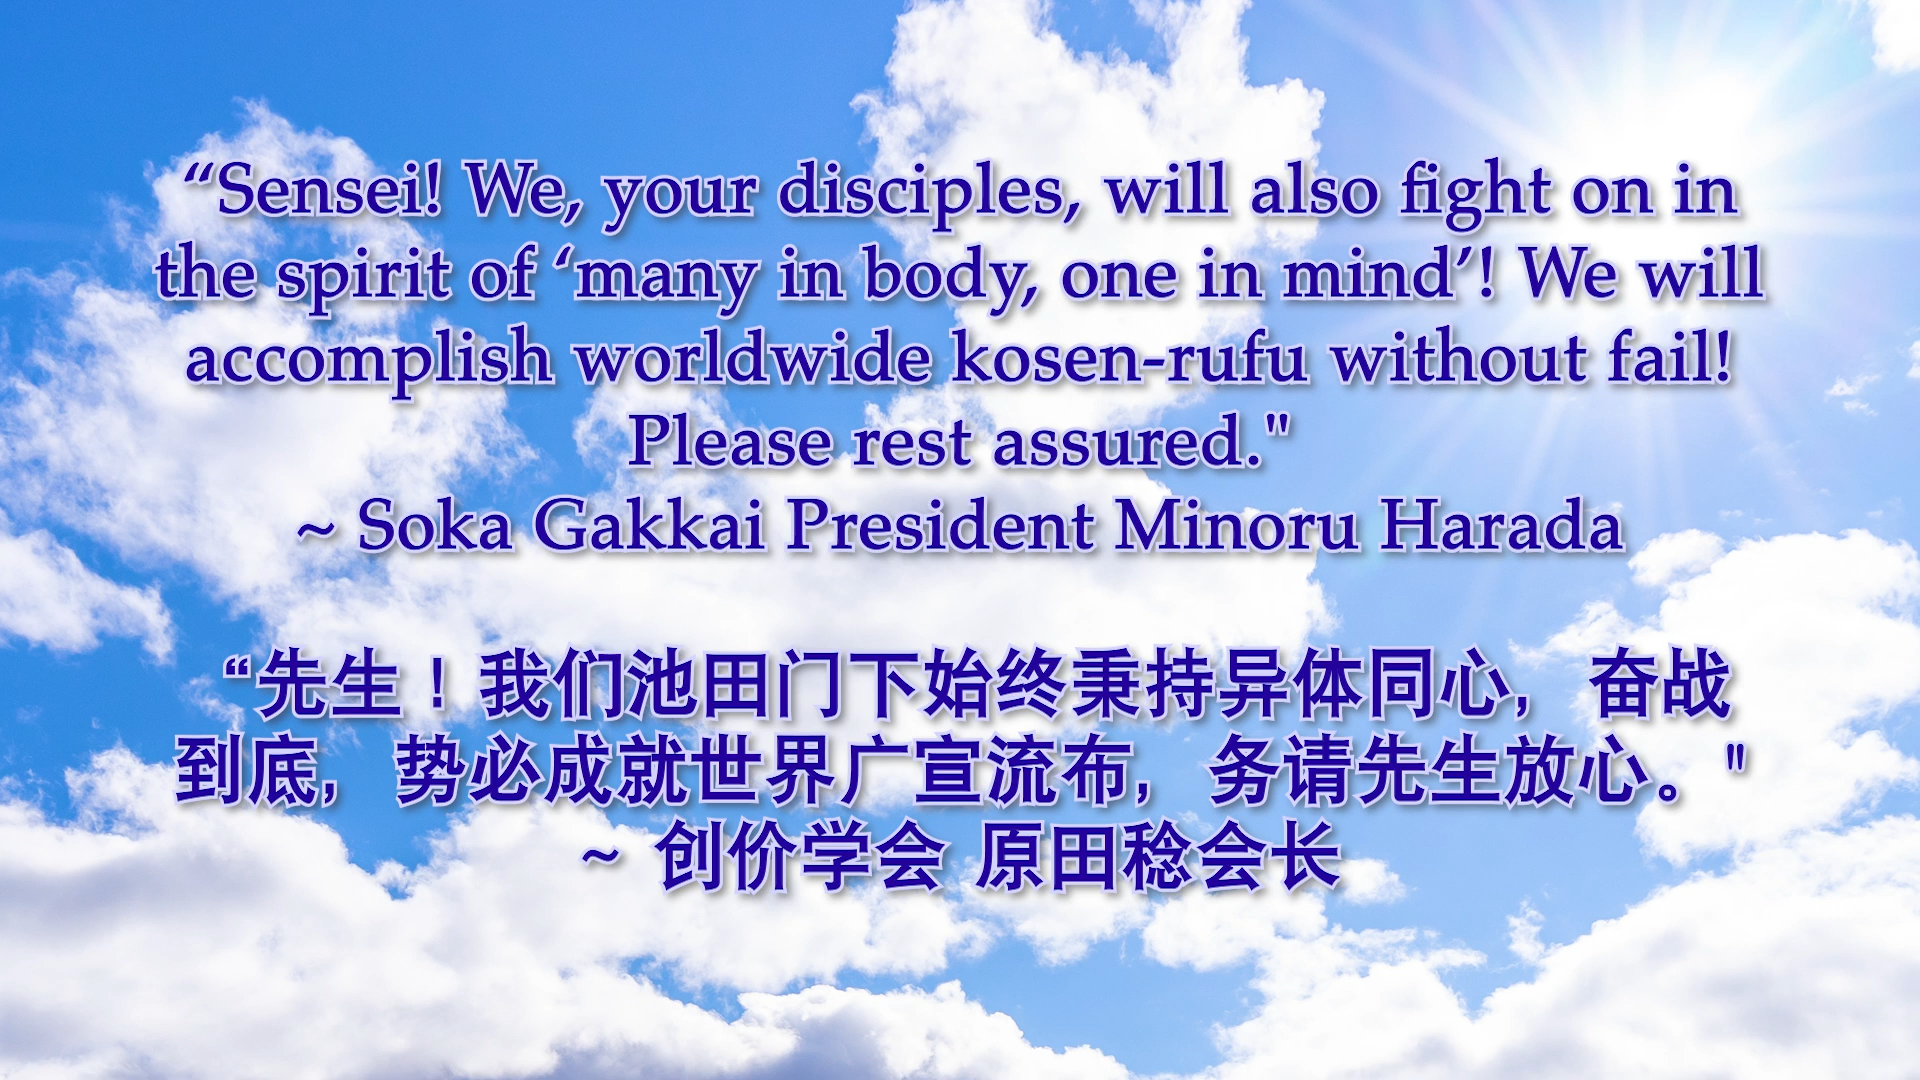 “Sensei! We, your disciples, will also fight on in
the spirit of ‘many in body, one in mind’! We will
accomplish worldwide kosen-rufu without fail!
Please rest assured."
~ Soka Gakkai President Minoru Harada
“先生！我们池田门下始终秉持异体同心，奋战
到底，势必成就世界广宣流布，务请先生放心。"
~ 创价学会 原田稔会长